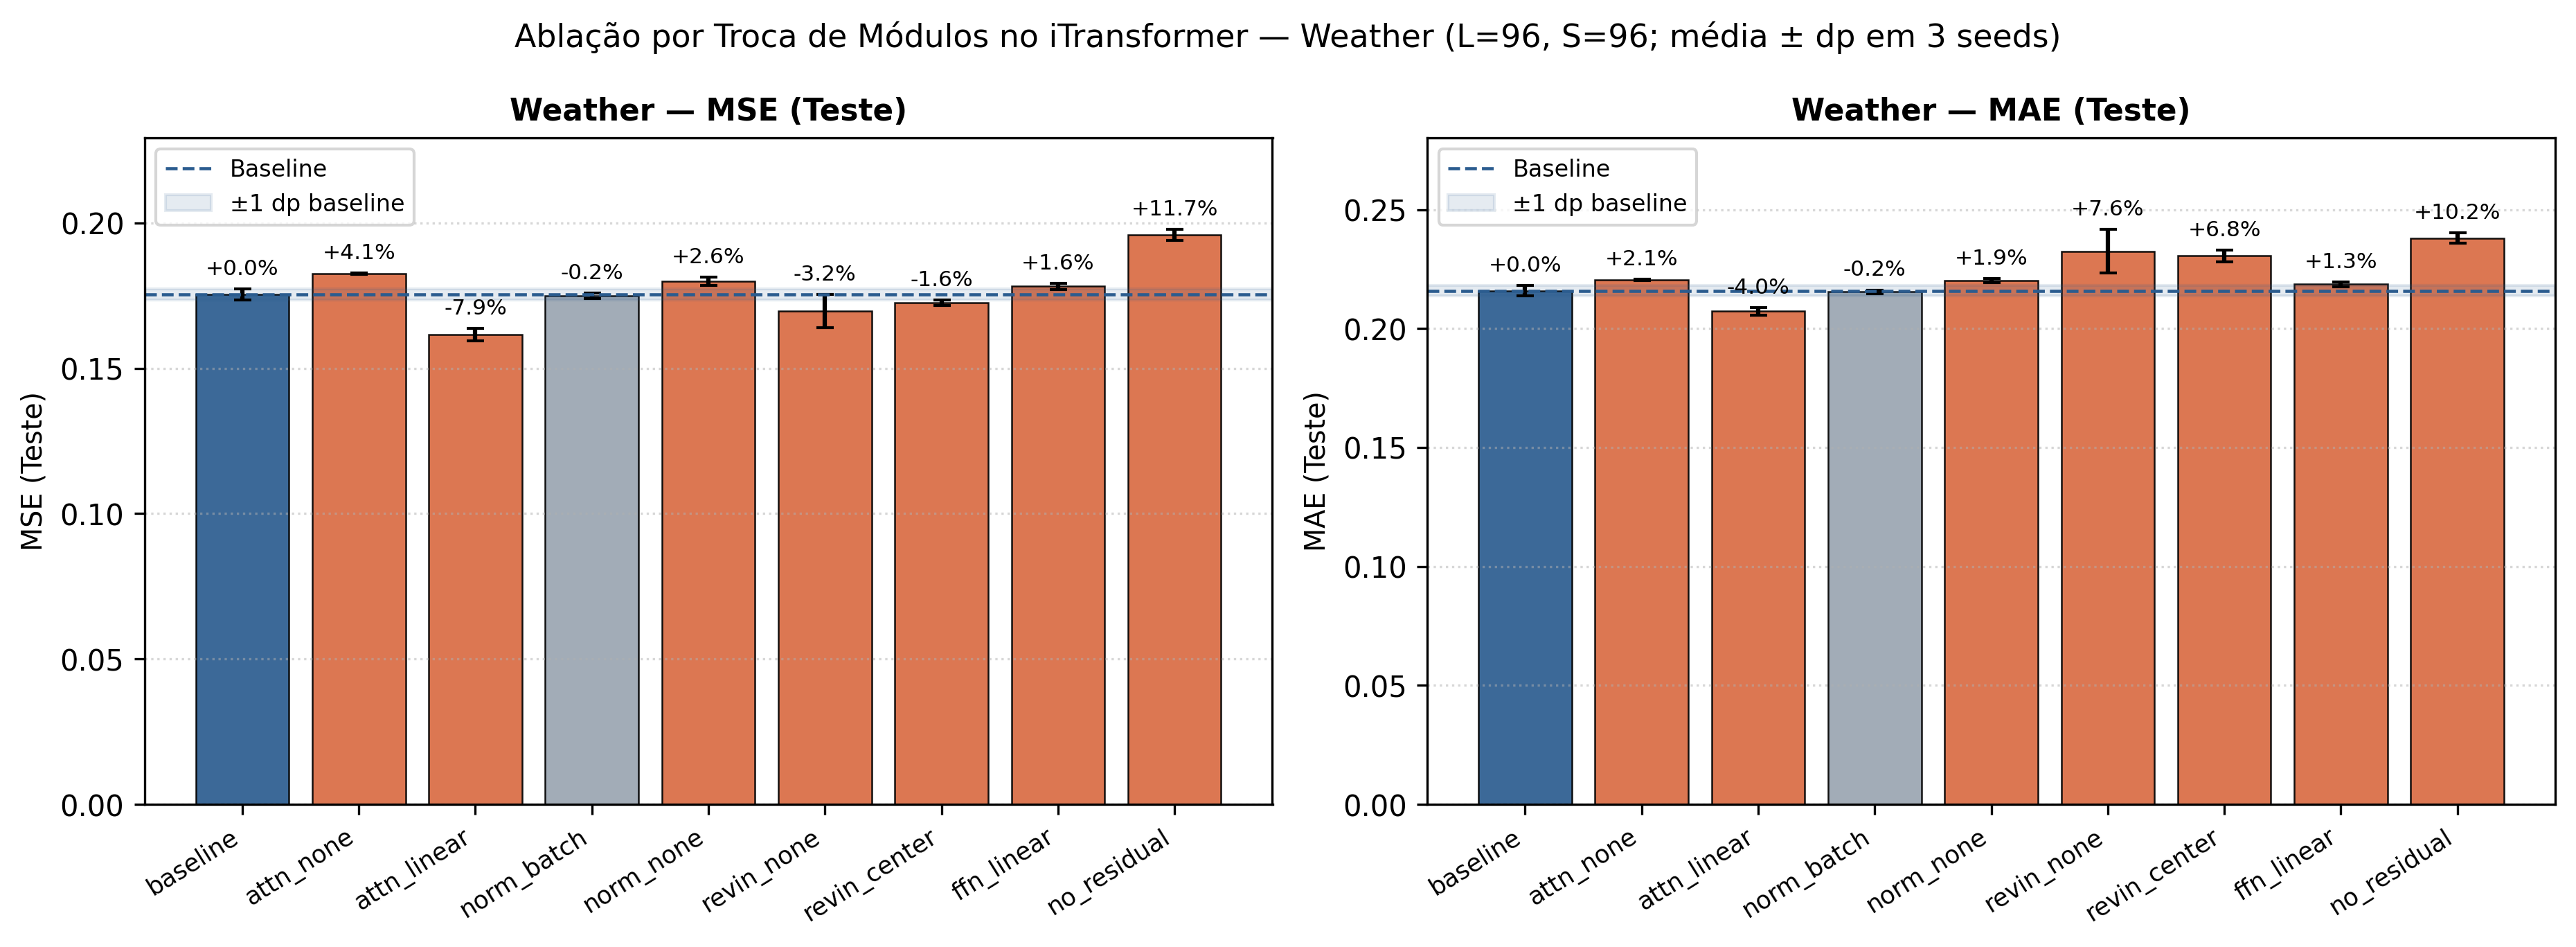 Ablação por Troca de Módulos no iTransformer — Weather (L=96, S=96; média ± dp em 3 seeds)
Weather — MSE (Teste)
Baseline
±1 dp baseline
MSE (Teste)
0.20
0.15
0.10
0.05
0.00
+0.0%
+4.1%
-7.9%
-0.2%
+2.6%
-3.2%
-1.6%
+1.6%
+11.7%
baseline
attn_none
attn_linear
norm_batch
norm_none
revin_none
revin_center
ffn_linear
no_residual
Weather — MAE (Teste)
Baseline
±1 dp baseline
MAE (Teste)
0.25
0.20
0.15
0.10
0.05
0.00
+0.0%
+2.1%
-4.0%
-0.2%
+1.9%
+7.6%
+6.8%
+1.3%
+10.2%
baseline
attn_none
attn_linear
norm_batch
norm_none
revin_none
revin_center
ffn_linear
no_residual